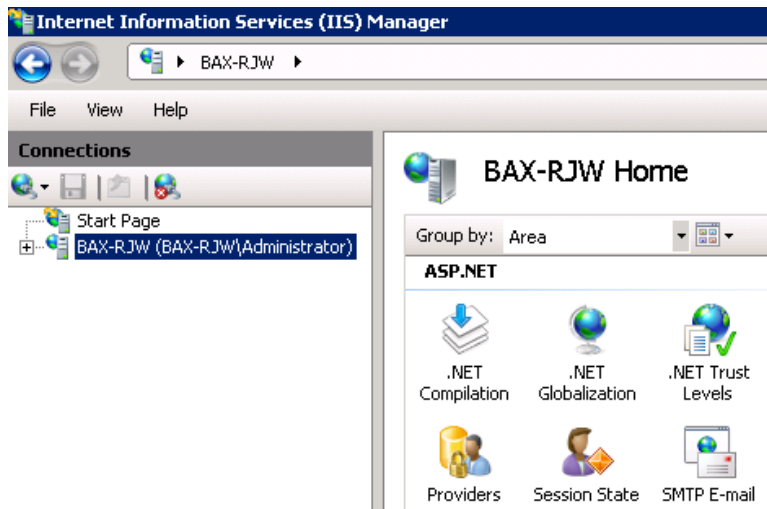 Internet Information Services (IIS) Manager
BAX-RJW
File View Help
Connections
Start Page
BAX-RJW (BAX-RJW\Administrator)
BAX-RJW Home
Group by: Area
ASP.NET
.NET Compilation
.NET Globalization
.NET Trust Levels
Providers
Session State
SMTP E-mail